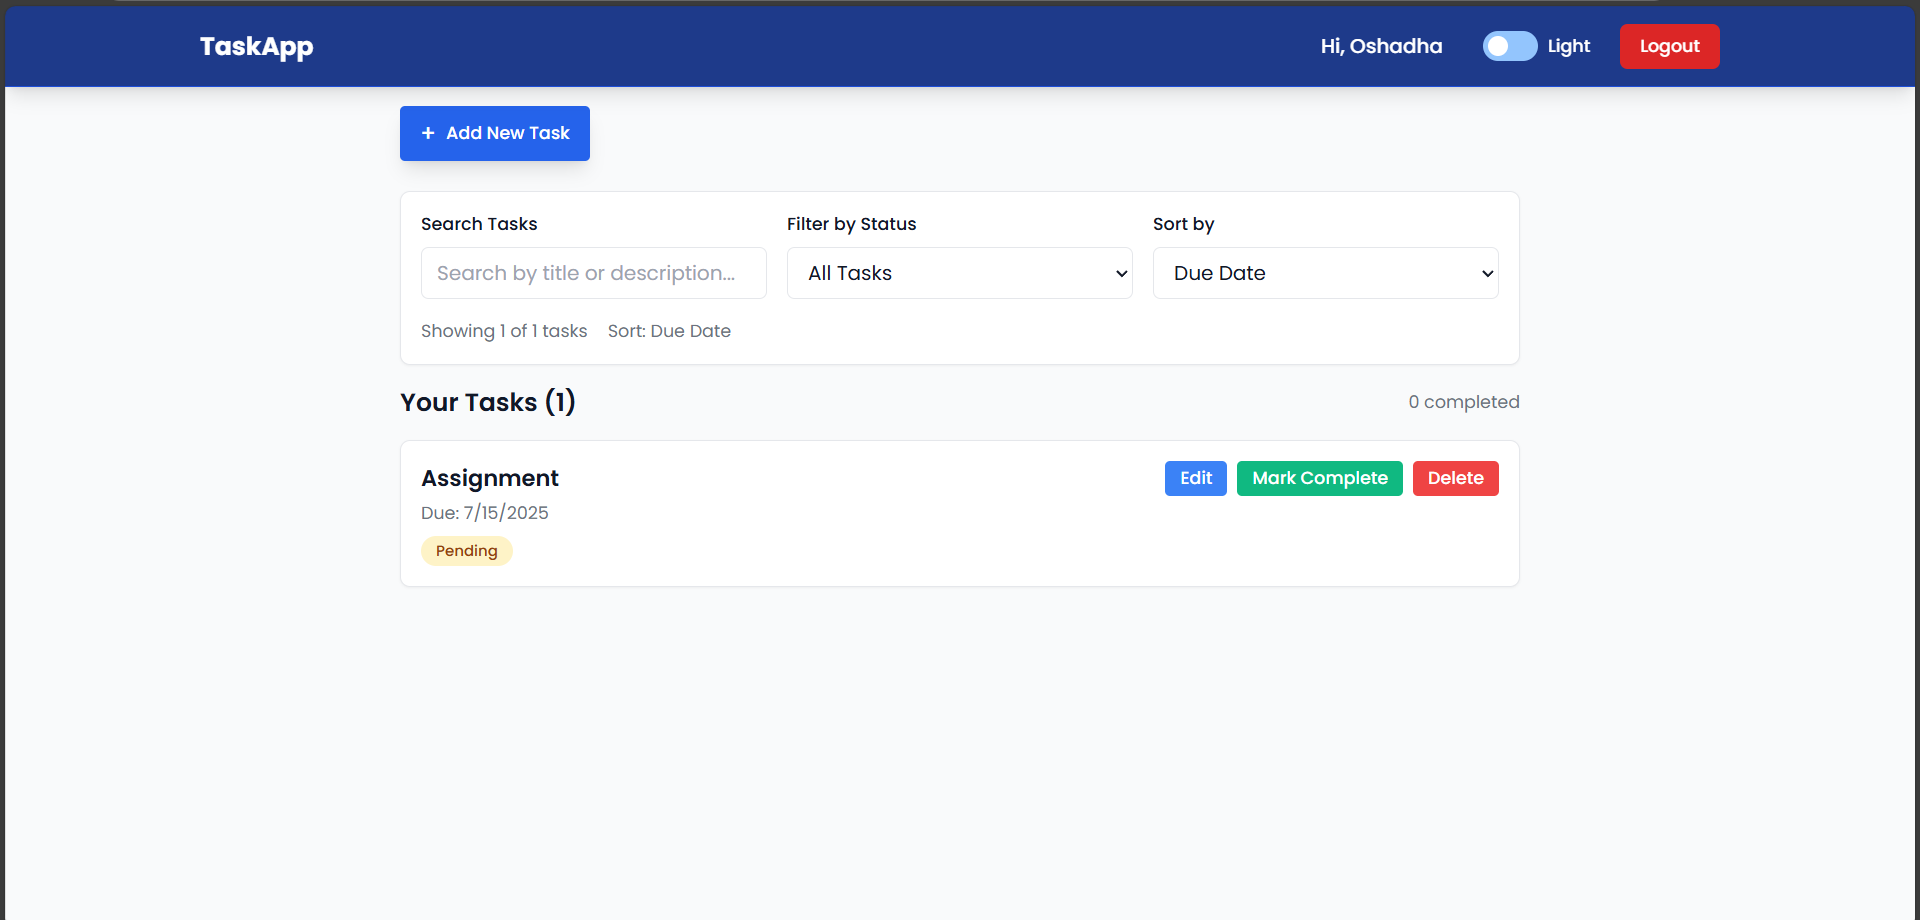 TaskApp
Hi, Oshadha
Light
Logout
+ Add New Task
Search Tasks
Filter by Status
Sort by
Search by title or description...
All Tasks
Due Date
Showing 1 of 1 tasks
Sort: Due Date
Your Tasks (1)
0 completed
Assignment
Edit
Mark Complete
Delete
Due: 7/15/2025
Pending